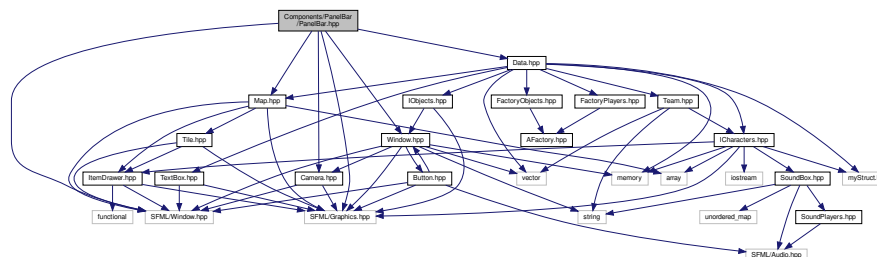 Components/PanelBar
/PanelBar.hpp
Data.hpp
Map.hpp
IObjects.hpp
FactoryObjects.hpp
FactoryPlayers.hpp
Team.hpp
Tile.hpp
Window.hpp
AFactory.hpp
ICharacters.hpp
ItemDrawer.hpp
TextBox.hpp
Camera.hpp
Button.hpp
vector
memory
array
iostream
SoundBox.hpp
myStruct.
functional
SFML/Window.hpp
SFML/Graphics.hpp
string
unordered_map
SoundPlayers.hpp
SFML/Audio.hpp